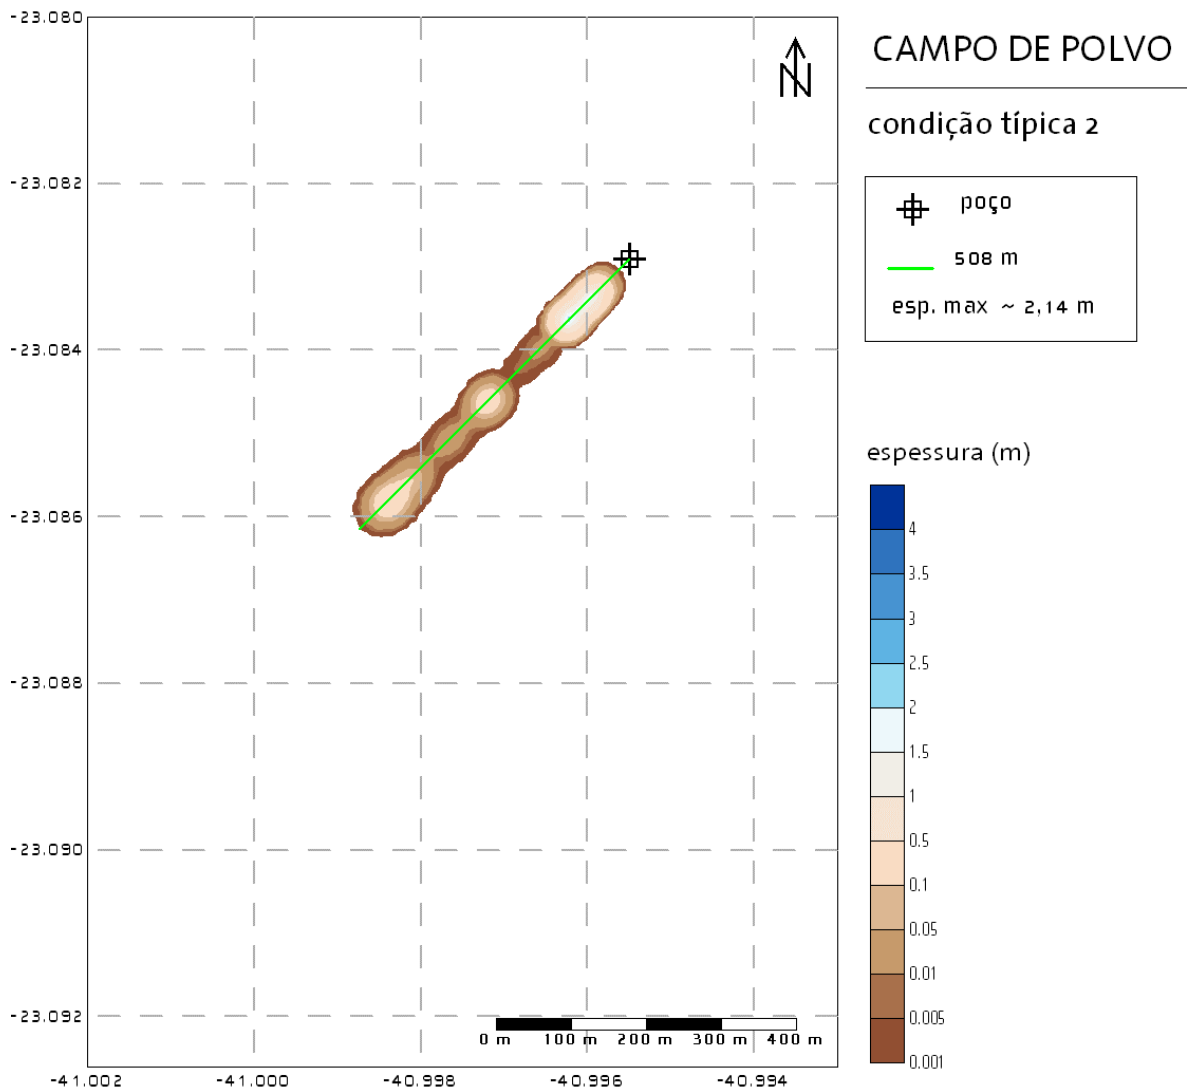 CAMPO DE POLVO
condição típica 2
poço
508 m
esp. max ~ 2,14 m
espessura (m)
4
3.5
3
2.5
2
1.5
1
0.5
0.1
0.05
0.01
0.005
0.001
N
-23.080
-23.082
-23.084
-23.086
-23.088
-23.090
-23.092
0 m 100 m 200 m 300 m 400 m
-41.002 -41.000 -40.998 -40.996 -40.994